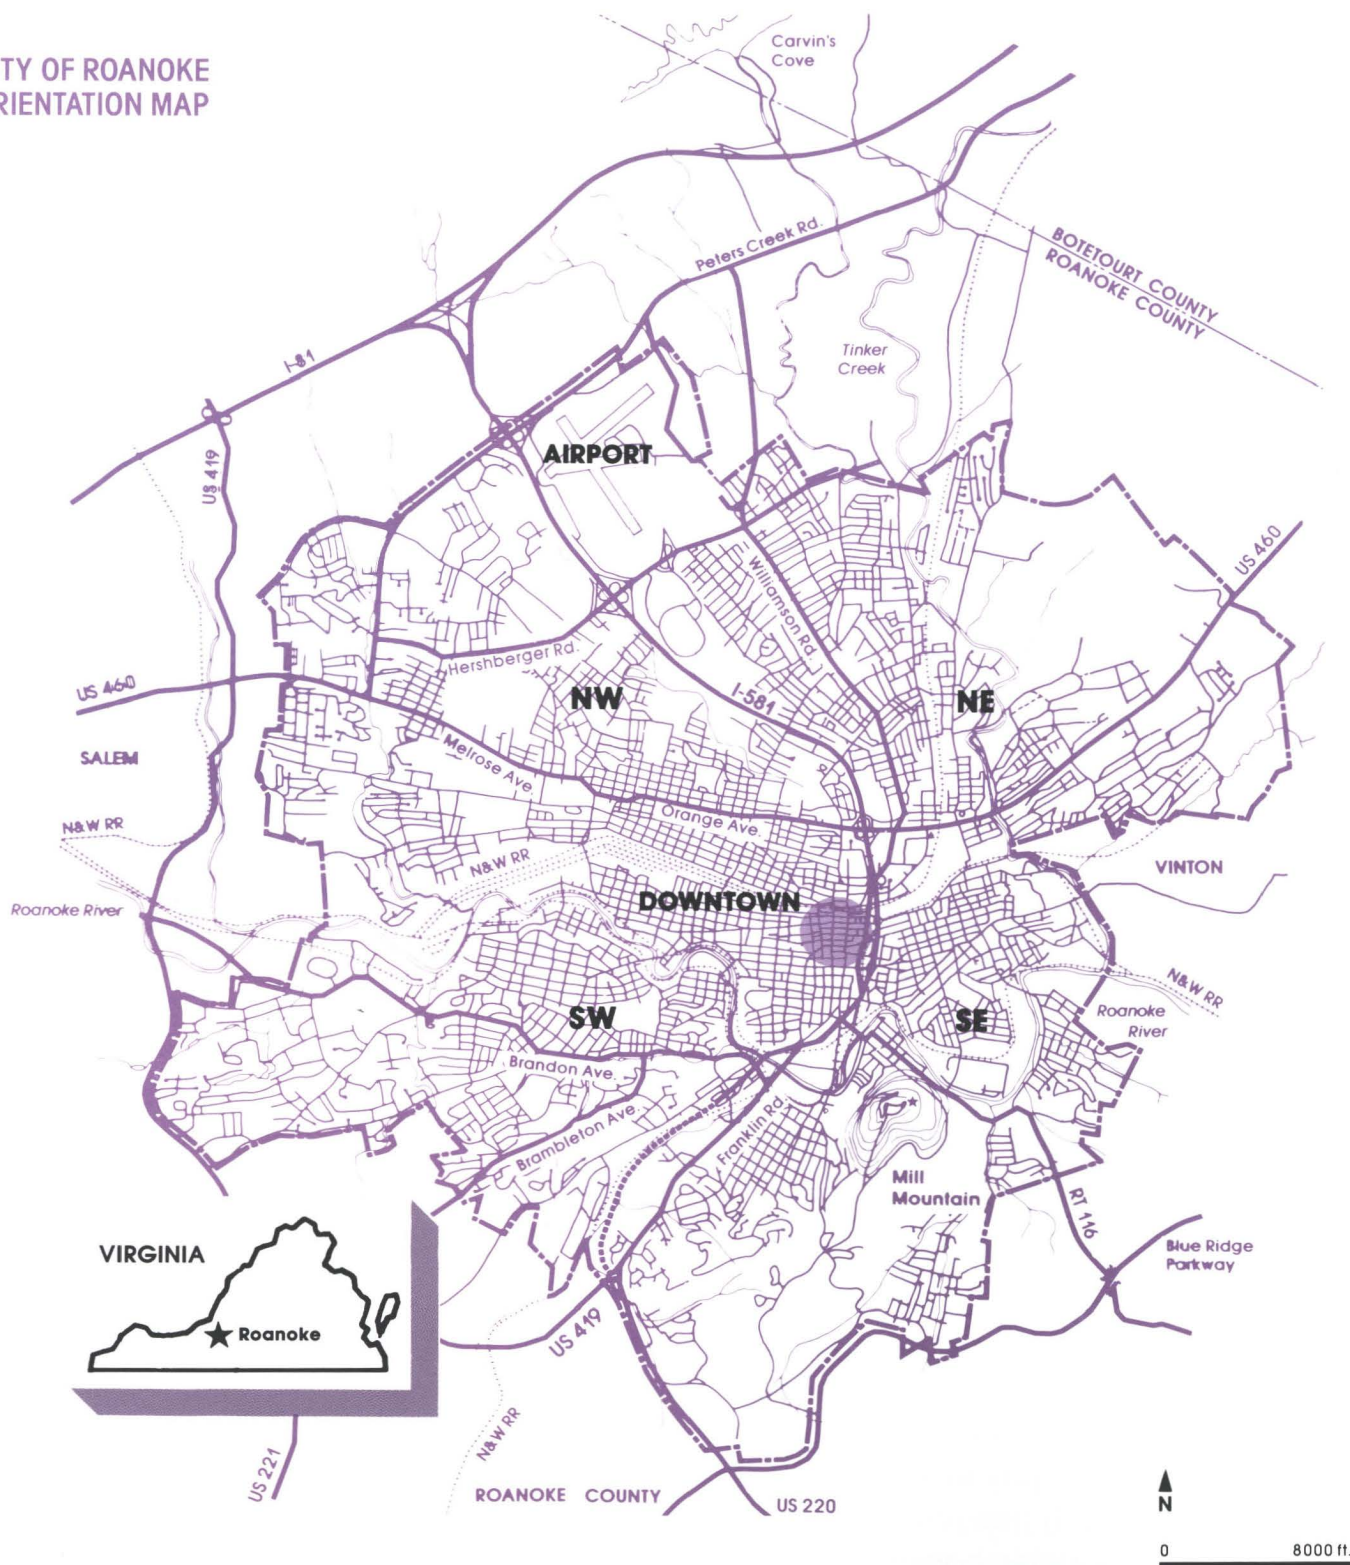 TY OF ROANOKE
RIENTATION MAP
Carvin's
Cove
Peters Creek Rd.
BOTETOURT COUNTY
ROANOKE COUNTY
Tinker
Creek
I-81
US 419
AIRPORT
US 460
Williamson Rd.
Hershberger Rd.
US 460
NW
I-581
NE
SALEM
Melrose Ave.
Orange Ave.
N&W RR
N&W RR
VINTON
DOWNTOWN
Roanoke River
N&W RR
SW
SE
Roanoke
River
Brandon Ave.
Brambleton Ave.
Franklin Rd.
Mill
Mountain
RT 116
Blue Ridge
Parkway
VIRGINIA
Roanoke
US 419
N&W RR
US 221
ROANOKE COUNTY
US 220
N
0 8000 ft.